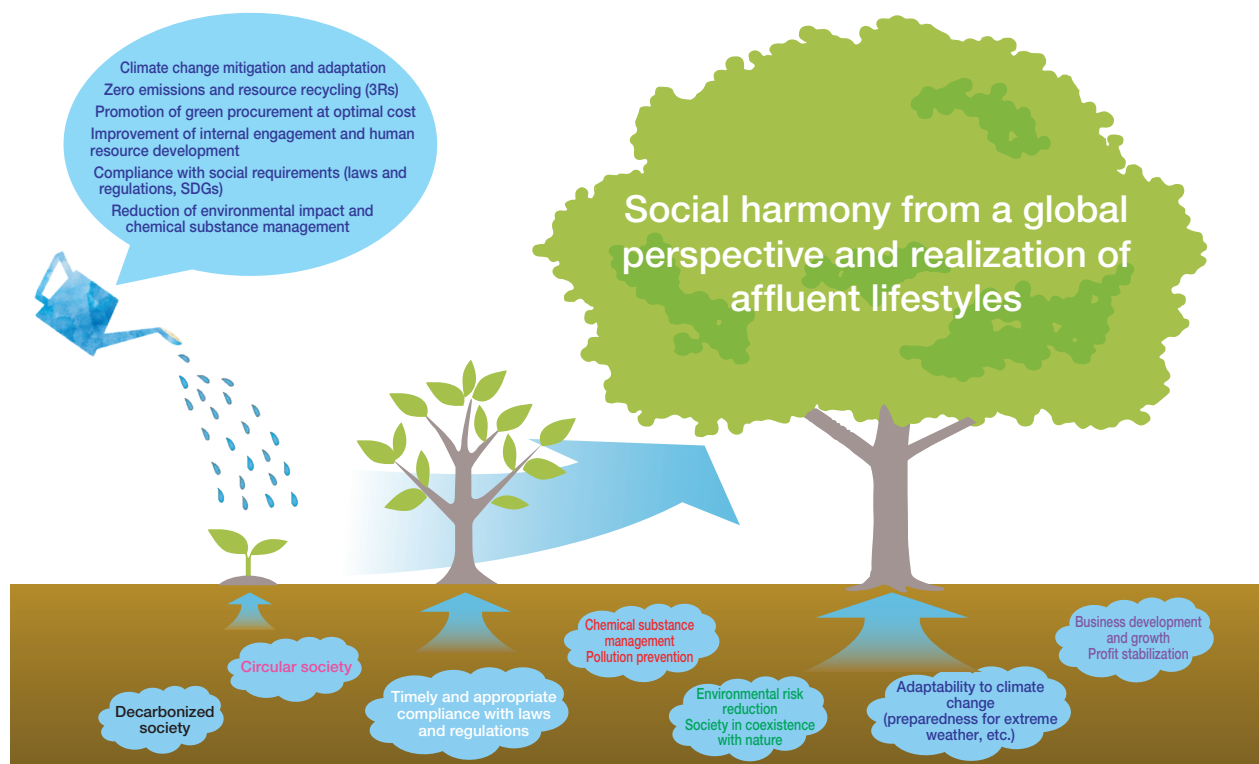 Climate change mitigation and adaptation
Zero emissions and resource recycling (3Rs)
Promotion of green procurement at optimal cost
Improvement of internal engagement and human
resource development
Compliance with social requirements (laws and
regulations, SDGs)
Reduction of environmental impact and
chemical substance management
Social harmony from a global
perspective and realization of
affluent lifestyles
Decarbonized
society
Circular society
Timely and appropriate
compliance with laws
and regulations
Chemical substance
management
Pollution prevention
Environmental risk
reduction
Society in coexistence
with nature
Adaptability to climate
change
(preparedness for extreme
weather, etc.)
Business development
and growth
Profit stabilization